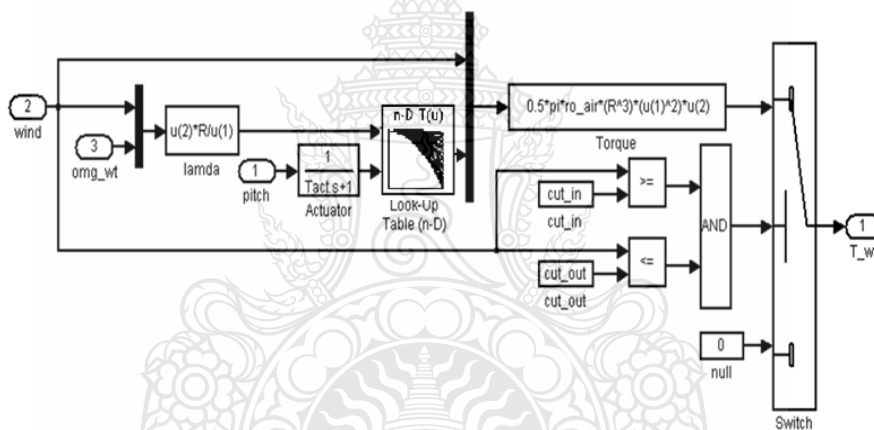 2
wind
3
omg_wt
u(2)*R/u(1)
lamda
1
pitch
1
Tact.s+1
Actuator
n-D T(u)
Look-Up
Table (n-D)
0.5*pi*ro_air*(R^3)*(u(1)^2)*u(2)
Torque
cut_in
cut_in
>=
cut_out
cut_out
<=
AND
0
null
Switch
1
T_w